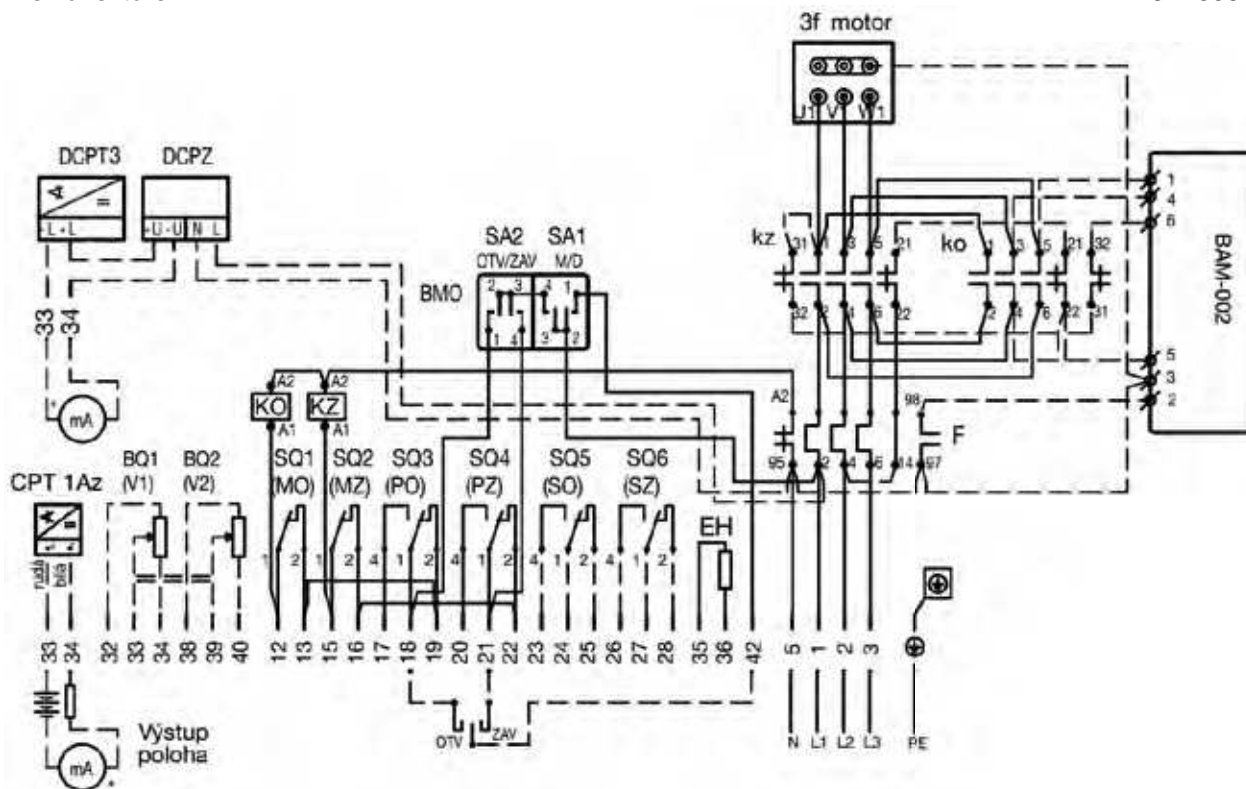 3f motor
U1 V1 W1
DCPT3 DCPZ
-L +L +U -U N L
SA2 SA1
OTV/ZAV M/D
BMO
2 3 4 1
1 4 3 2
kz 31 1 3 5 21 ko 1 3 5 21 32
32 2 4 6 22 2 4 6 22 31
1
4
6
BAM-002
5
3
2
33 34
mA
A2 A2
KO KZ
A1 A1
A2 98 F
95 2 4 6 14 97
CPT 1Az
BQ1 BQ2 SQ1 SQ2 SQ3 SQ4 SQ5 SQ6
(V1) (V2) (MO) (MZ) (PO) (PZ) (SO) (SZ)
EH
1 2 1 2 4 1 2 4 1 2 4 1 2 4 1 2
rudá bílá
33 34 32 33 34 38 39 40 12 13 15 16 17 18 19 20 21 22 23 24 25 26 27 28 35 36 42 5 1 2 3
Výstup
poloha
mA
OTV ZAV
N L1 L2 L3 PE